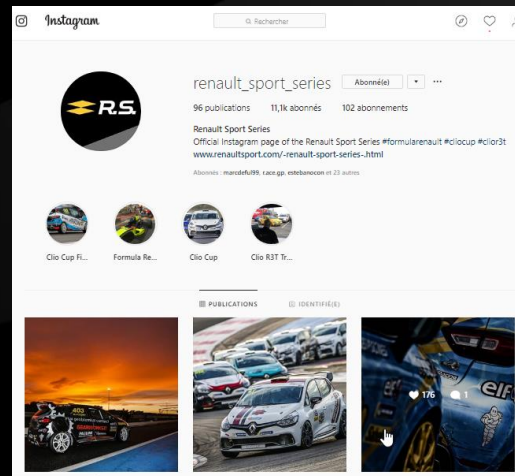 Instagram
Rechercher
renault_sport_series Abonné(e) ...
96 publications 11,1k abonnés 102 abonnements
Renault Sport Series
Official Instagram page of the Renault Sport Series #formularenault #cliocup #clior3t
www.renaultsport.com/-renault-sport-series-.html
Abonnés : marcdeful99, r.ace.gp, estebanocon et 23 autres
R.S.
Clio Cup Fi... Formula Re... Clio Cup Clio R3T Tr...
PUBLICATIONS IDENTIFIÉ(E)
403
176 1
elf